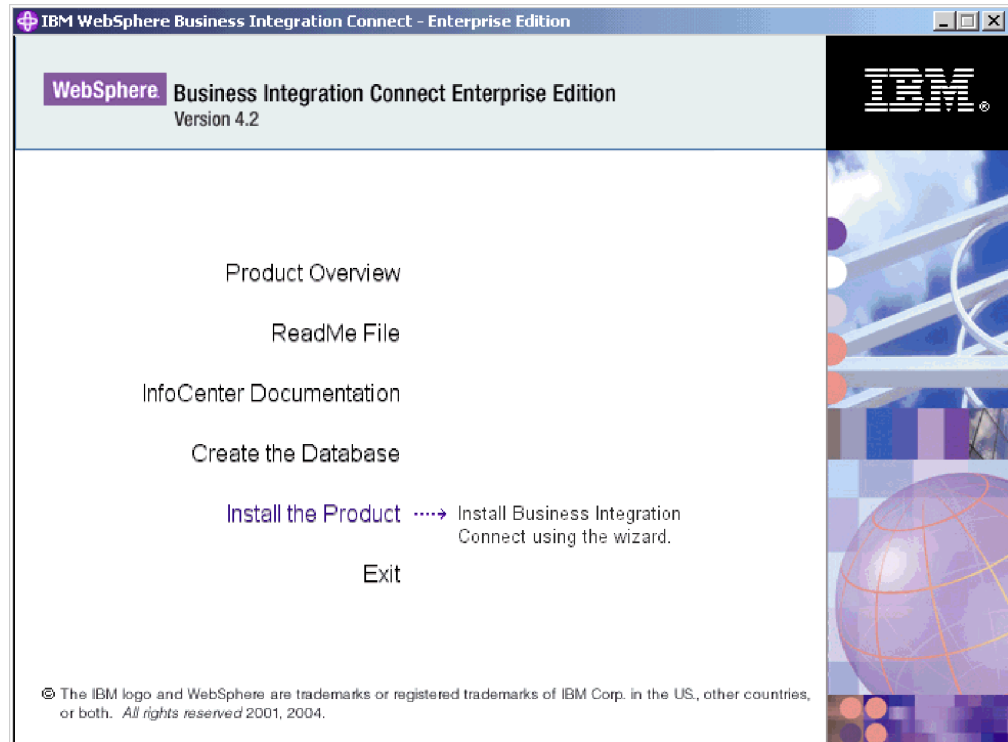 IBM WebSphere Business Integration Connect - Enterprise Edition
WebSphere. Business Integration Connect Enterprise Edition
Version 4.2
IBM®
Product Overview
ReadMe File
InfoCenter Documentation
Create the Database
Install the Product ····> Install Business Integration
Connect using the wizard.
Exit
© The IBM logo and WebSphere are trademarks or registered trademarks of IBM Corp. in the US., other countries,
or both. All rights reserved 2001, 2004.